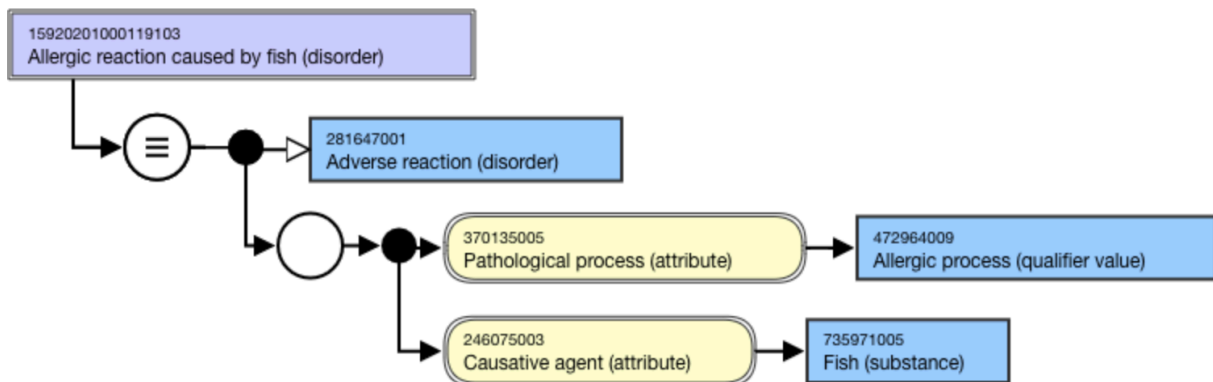 15920201000119103
Allergic reaction caused by fish (disorder)
281647001
Adverse reaction (disorder)
370135005
Pathological process (attribute)
472964009
Allergic process (qualifier value)
246075003
Causative agent (attribute)
735971005
Fish (substance)